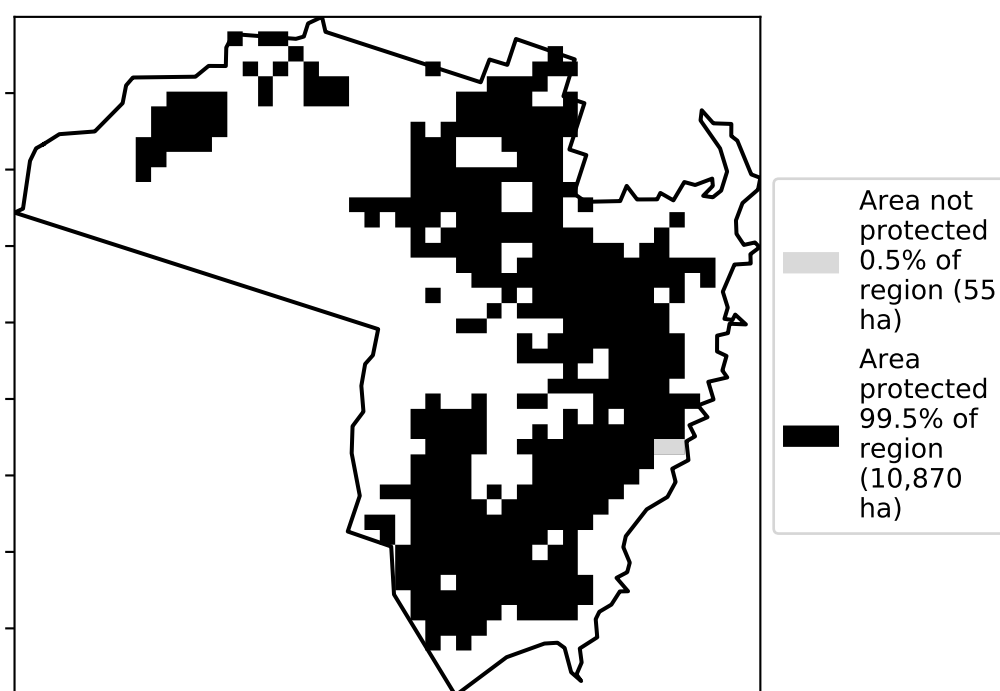 Area not
protected
0.5% of
region (55
ha)
Area
protected
99.5% of
region
(10,870
ha)